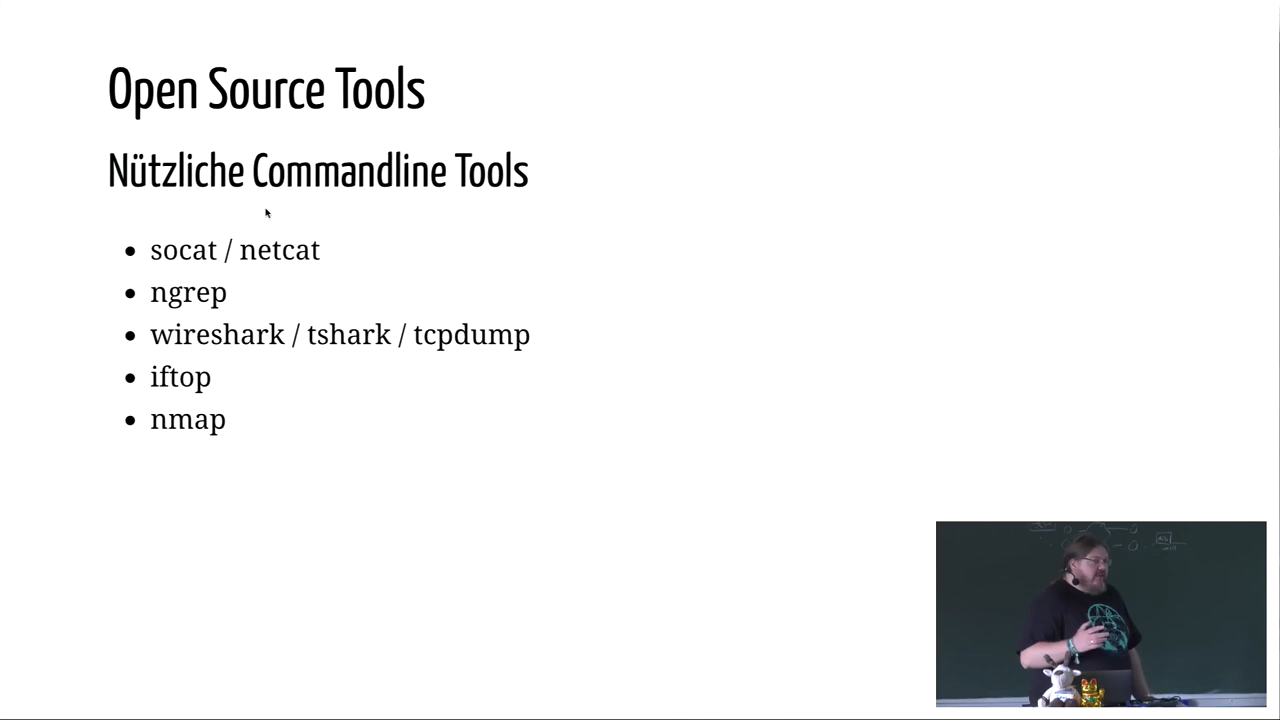 Open Source Tools
Nützliche Commandline Tools
socat / netcat
ngrep
wireshark / tshark / tcpdump
iftop
nmap